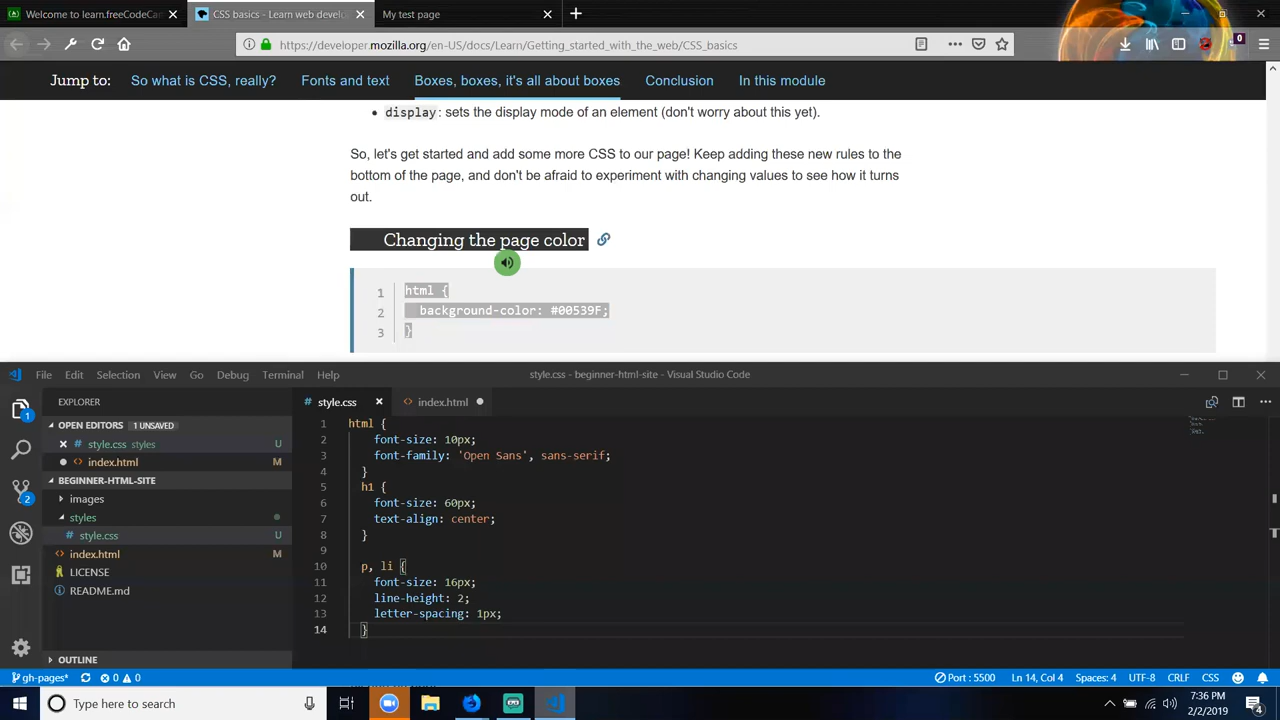 Welcome to learn.freeCodeCam
CSS basics - Learn web develo
My test page
https://developer.mozilla.org/en-US/docs/Learn/Getting_started_with_the_web/CSS_basics
0
Jump to: So what is CSS, really? Fonts and text Boxes, boxes, it's all about boxes Conclusion In this module
• display: sets the display mode of an element (don't worry about this yet).
So, let's get started and add some more CSS to our page! Keep adding these new rules to the
bottom of the page, and don't be afraid to experiment with changing values to see how it turns
out.
Changing the page color
1 html {
2 background-color: #00539F;
3 }
File Edit Selection View Go Debug Terminal Help
style.css - beginner-html-site - Visual Studio Code
EXPLORER
# style.css
<> index.html
OPEN EDITORS 1 UNSAVED
# style.css styles U
<> index.html M
BEGINNER-HTML-SITE
images
styles
# style.css U
<> index.html M
LICENSE
README.md
OUTLINE
1
2
1 html {
2 font-size: 10px;
3 font-family: 'Open Sans', sans-serif;
4 }
5 h1 {
6 font-size: 60px;
7 text-align: center;
8 }
9
10 p, li {
11 font-size: 16px;
12 line-height: 2;
13 letter-spacing: 1px;
14 }
gh-pages* 0 0 Port : 5500 Ln 14, Col 4 Spaces: 4 UTF-8 CRLF CSS
Type here to search
7:36 PM
2/2/2019
4